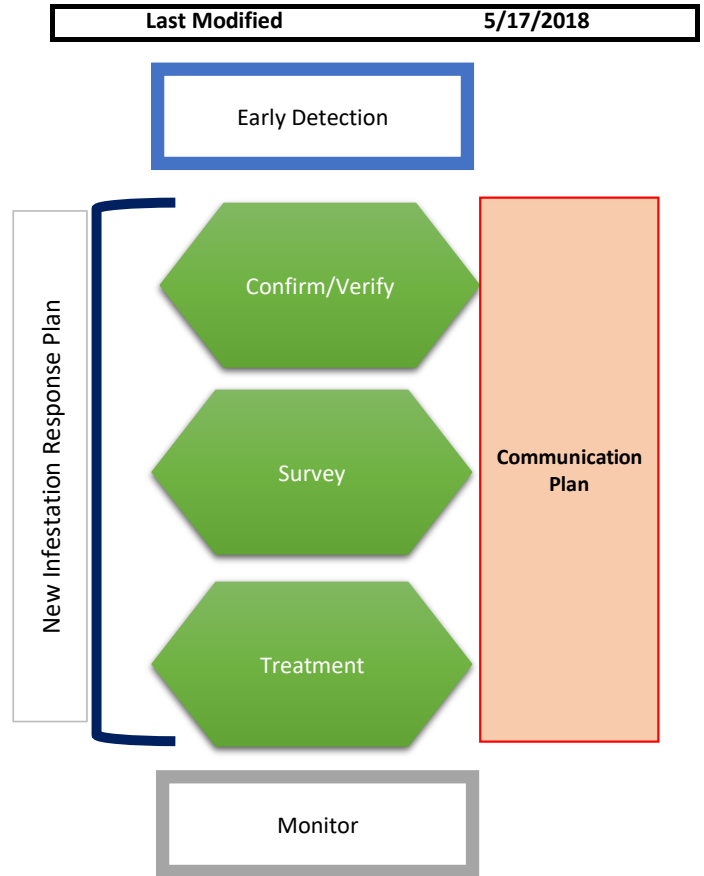 Last Modified 5/17/2018
Early Detection
New Infestation Response Plan
Confirm/Verify
Survey
Communication
Plan
Treatment
Monitor